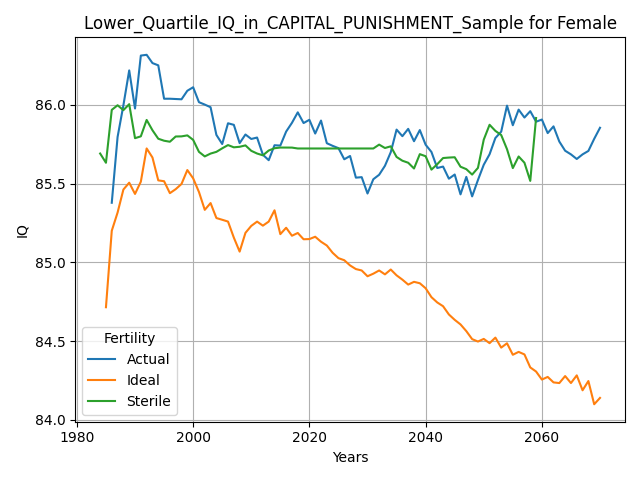 Lower_Quartile_IQ_in_CAPITAL_PUNISHMENT_Sample for Female
86.0
85.5
85.0
84.5
84.0
IQ
Fertility
Actual
Ideal
Sterile
1980 2000 2020 2040 2060
Years